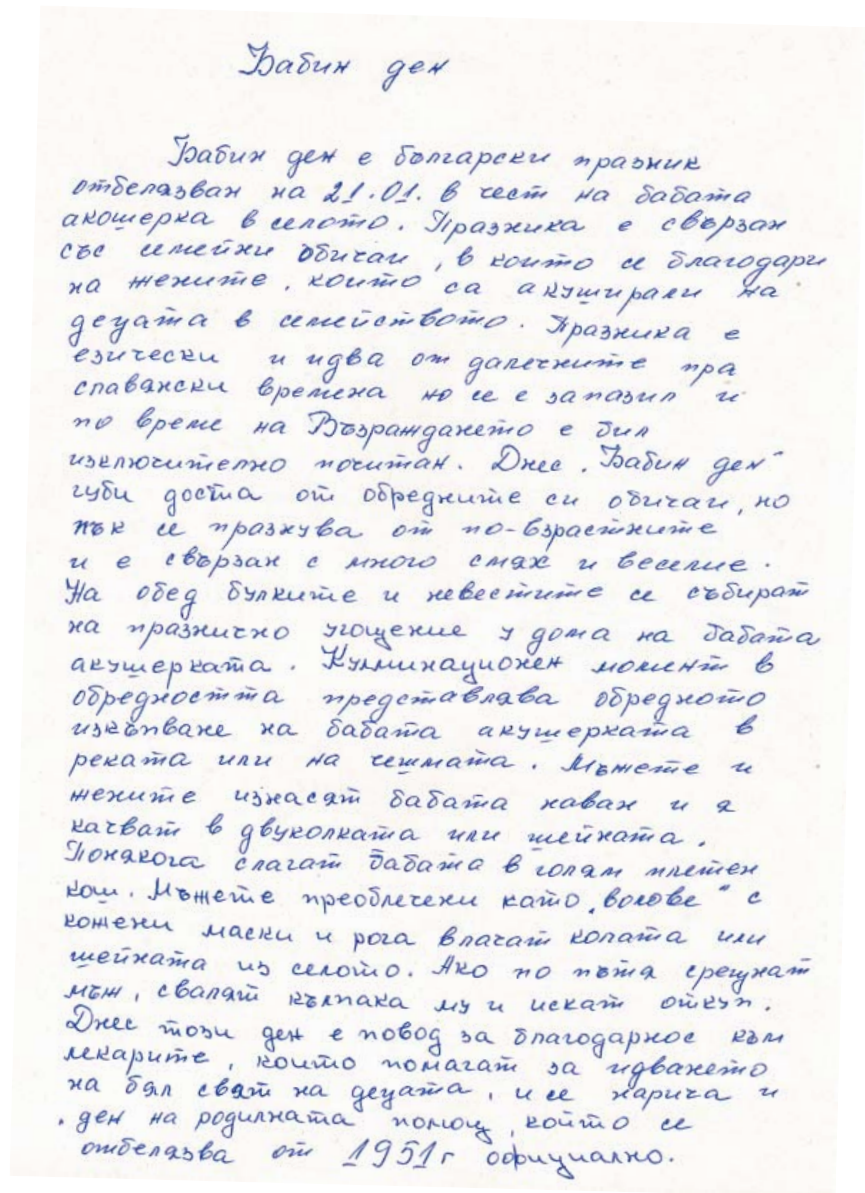 Бабин ден
Бабин ден е български празник
отбелязван на 21.01. в чест на бабата
акошерка в селото. Празника е свързан
със семейни обичаи, в които се благодари
на жените, които са акуширали на
децата в семейството. Празника е
езически и идва от далечните пра
славянски времена но се е запазил и
по време на Възраждането е бил
изключително почитан. Днес „Бабин ден“
губи доста от обредните си обичаи, но
пък се празнува от по-възрастните
и е свързан с много смях и веселие.
На обед булките и невестите се събират
на празнично угощение у дома на бабата
акушерката. Кулминационен момент в
обредността представлява обредното
изкъпване на бабата акушерката в
реката или на чешмата. Мъжете и
жените изнасят бабата наван и я
качват в двуколката или шейната.
Понякога слагат бабата в голям плетен
кош. Мъжете преоблечени като „волове“ с
кожени маски и рога влачат колата или
шейната из селото. Ако по пътя срещнат
мъж, свалят кълпака му и искат откуп.
Днес този ден е повод за благодарнос към
лекарите, които помагат за идването
на бял свят на децата, и се нарича и
„ден на родилната помощ, който се
отбелязва от 1951г официално.